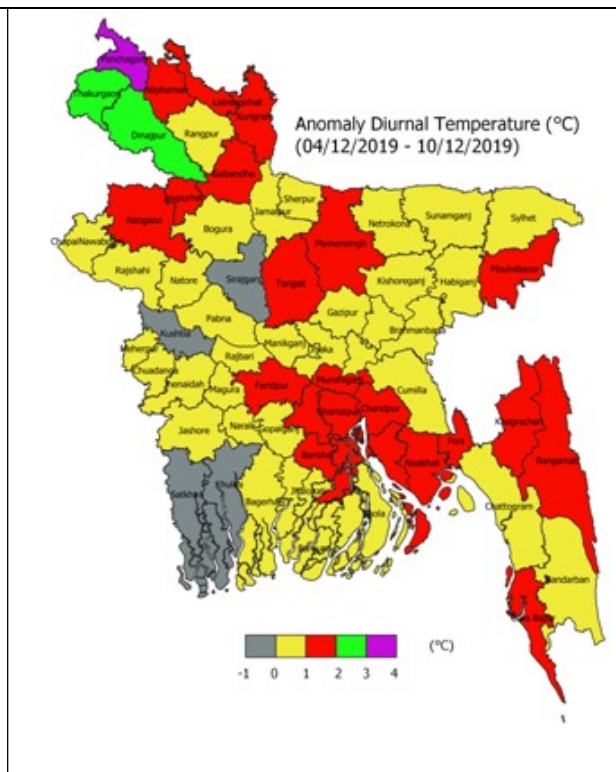 Panchagarh
Thakurgaon
Nilphamari
Lalmonirhat
Kurigram
Dinajpur
Rangpur
Anomaly Diurnal Temperature (°C)
(04/12/2019 - 10/12/2019)
Gaibandha
Joypurhat
Naogaon
Sherpur
Jamalpur
Bogura
Mymensingh
Netrokona
Sunamganj
Sylhet
ChapaiNawabganj
Rajshahi
Natore
Sirajganj
Tangail
Kishoreganj
Habiganj
Moulvibazar
Pabna
Gazipur
Kushtia
Brahmanbaria
Meherpur
Rajbari
Manikganj
Dhaka
Chuadanga
Jhenaidah
Magura
Faridpur
Munshiganj
Cumilla
Shariatpur
Chandpur
Khagrachari
Jashore
Narail
Gopalganj
Barishal
Noakhali
Feni
Rangamati
Satkhira
Khulna
Bagerhat
Bhola
Chattogram
Bandarban
(°C)
-1 0 1 2 3 4